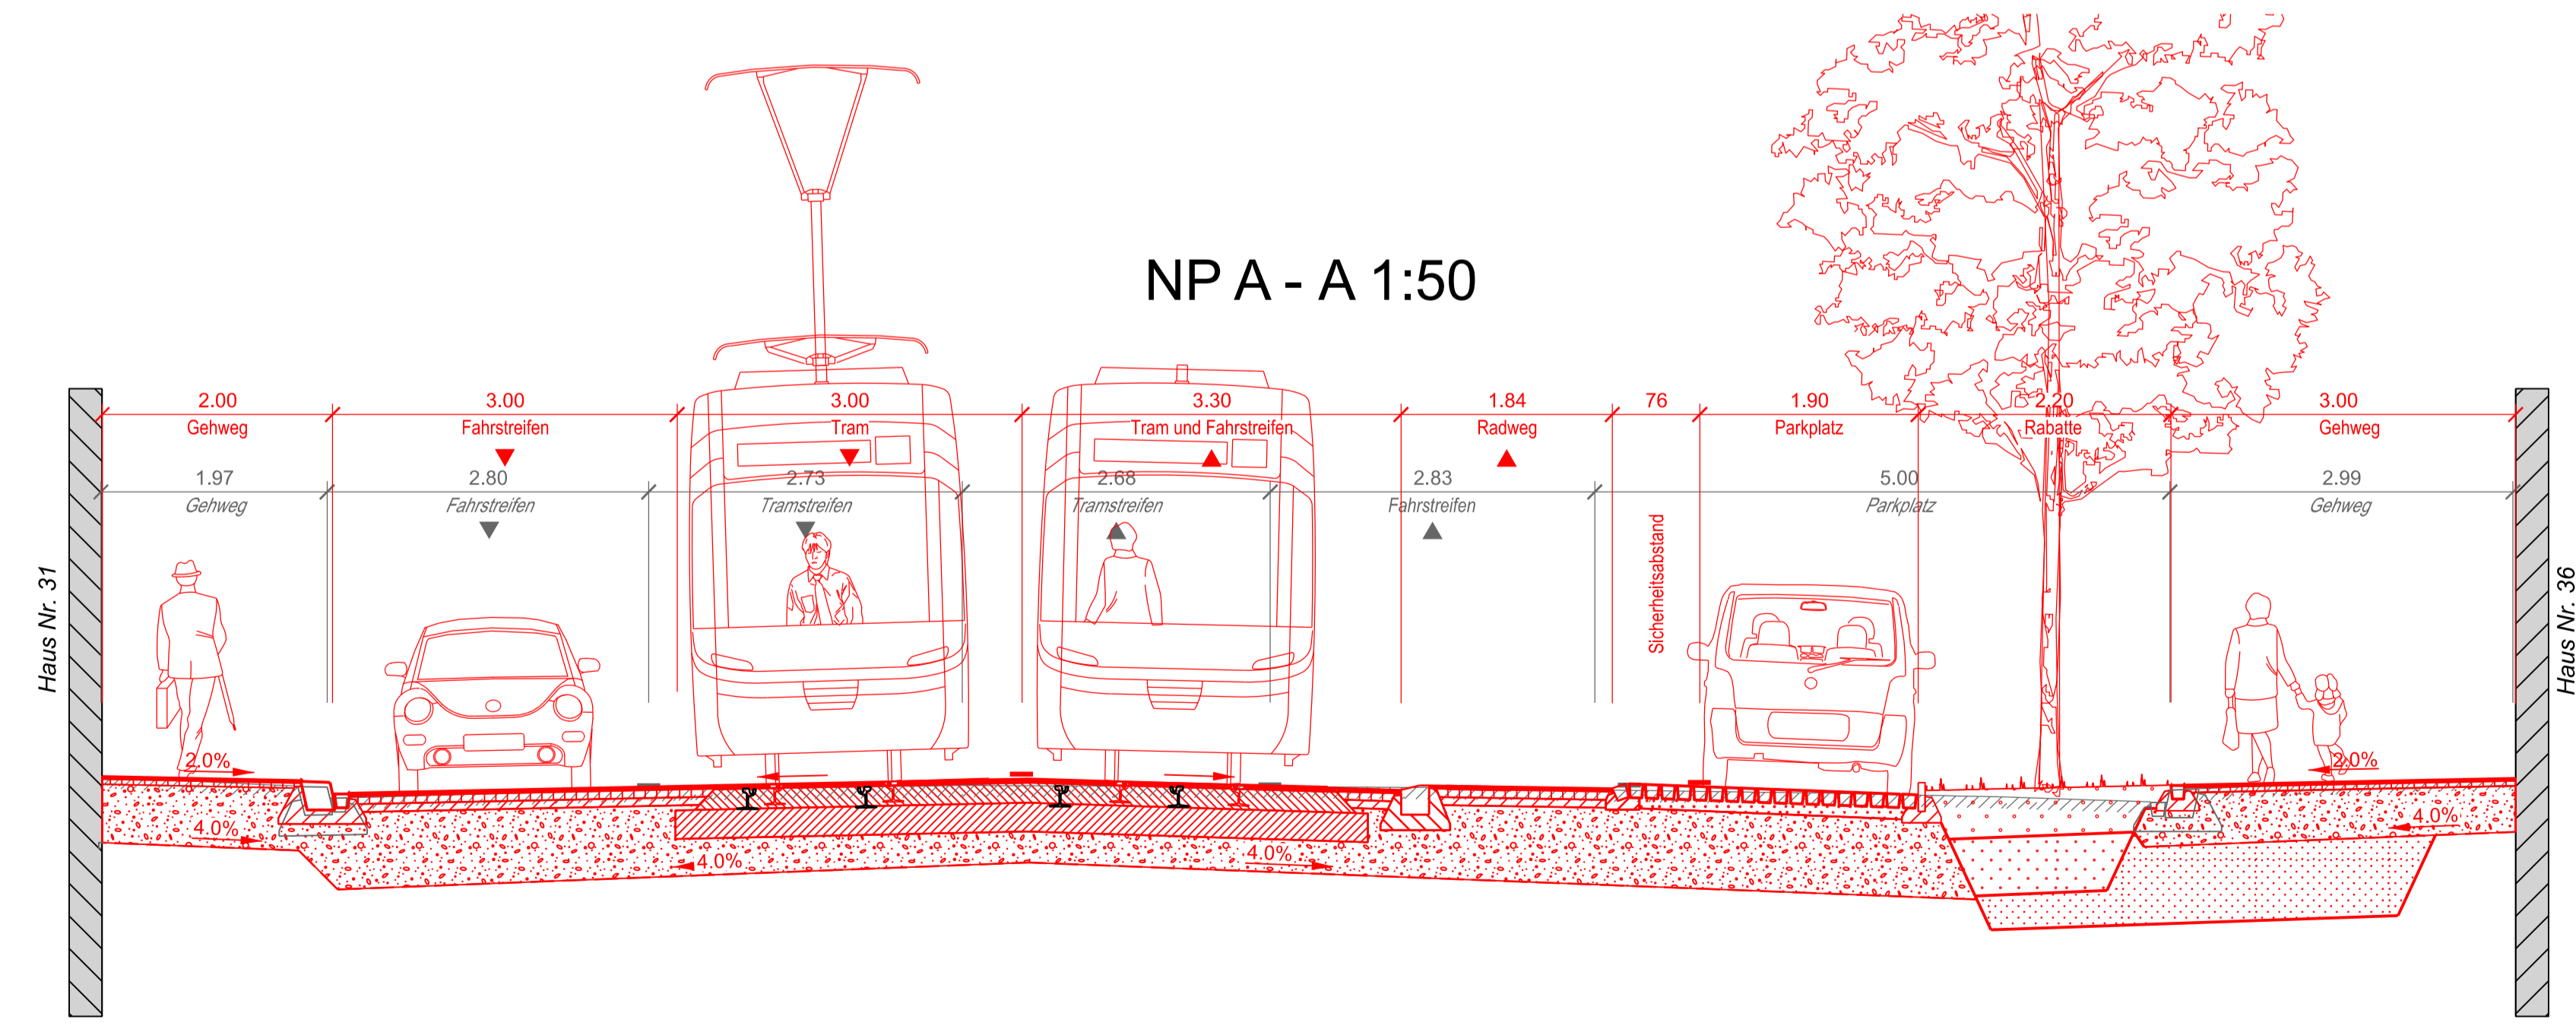 NP A - A 1:50
2.00 3.00 3.00 3.30 1.84 76 1.90 2.20 3.00
Gehweg Fahrstreifen Tram Tram und Fahrstreifen Radweg Parkplatz Rabatte Gehweg
1.97 2.80 2.73 2.68 2.83 5.00 2.99
Gehweg Fahrstreifen Tramstreifen Tramstreifen Fahrstreifen Parkplatz Gehweg
Sicherheitsabstand
Haus Nr. 31
Haus Nr. 36
2.0% 2.0%
4.0% 4.0% 4.0% 4.0%